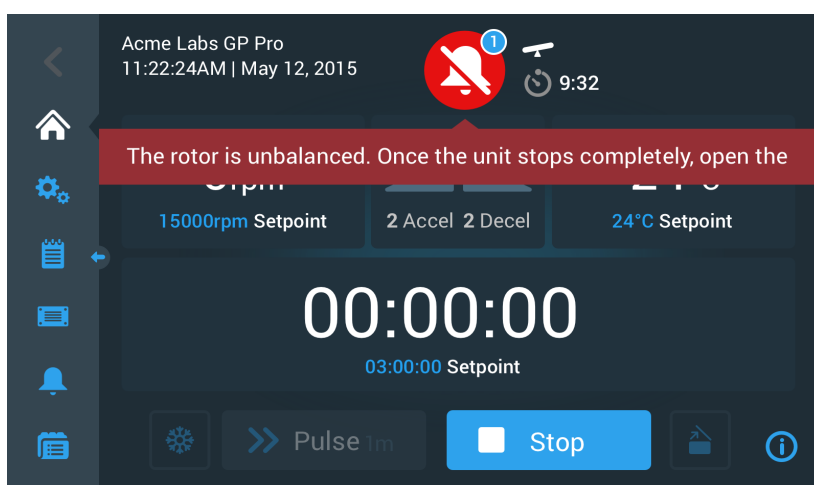 Acme Labs GP Pro
11:22:24AM | May 12, 2015
1
9:32
The rotor is unbalanced. Once the unit stops completely, open the
15000rpm Setpoint
2 Accel 2 Decel
24°C Setpoint
00:00:00
03:00:00 Setpoint
Pulse 1m
Stop